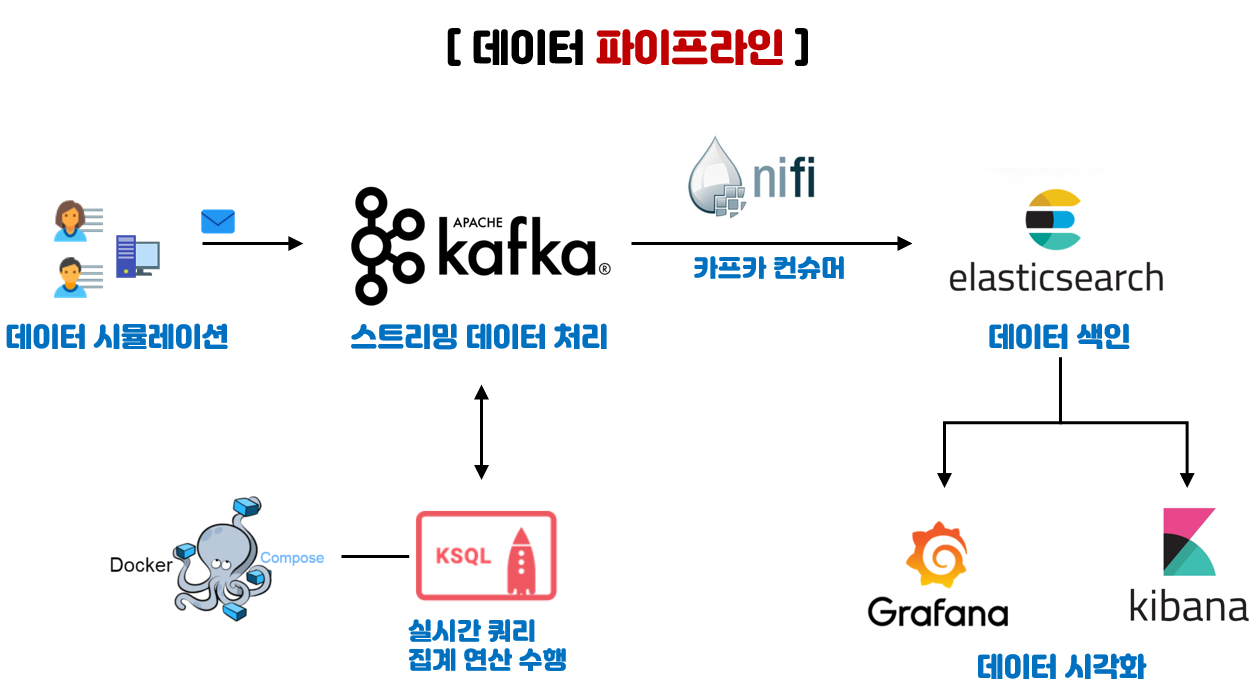 [ 데이터 파이프라인 ]
nifi
APACHE
kafka®
카프카 컨슈머
elasticsearch
데이터 시뮬레이션
스트리밍 데이터 처리
데이터 색인
Docker
Compose
KSQL
실시간 쿼리
집계 연산 수행
Grafana
kibana
데이터 시각화